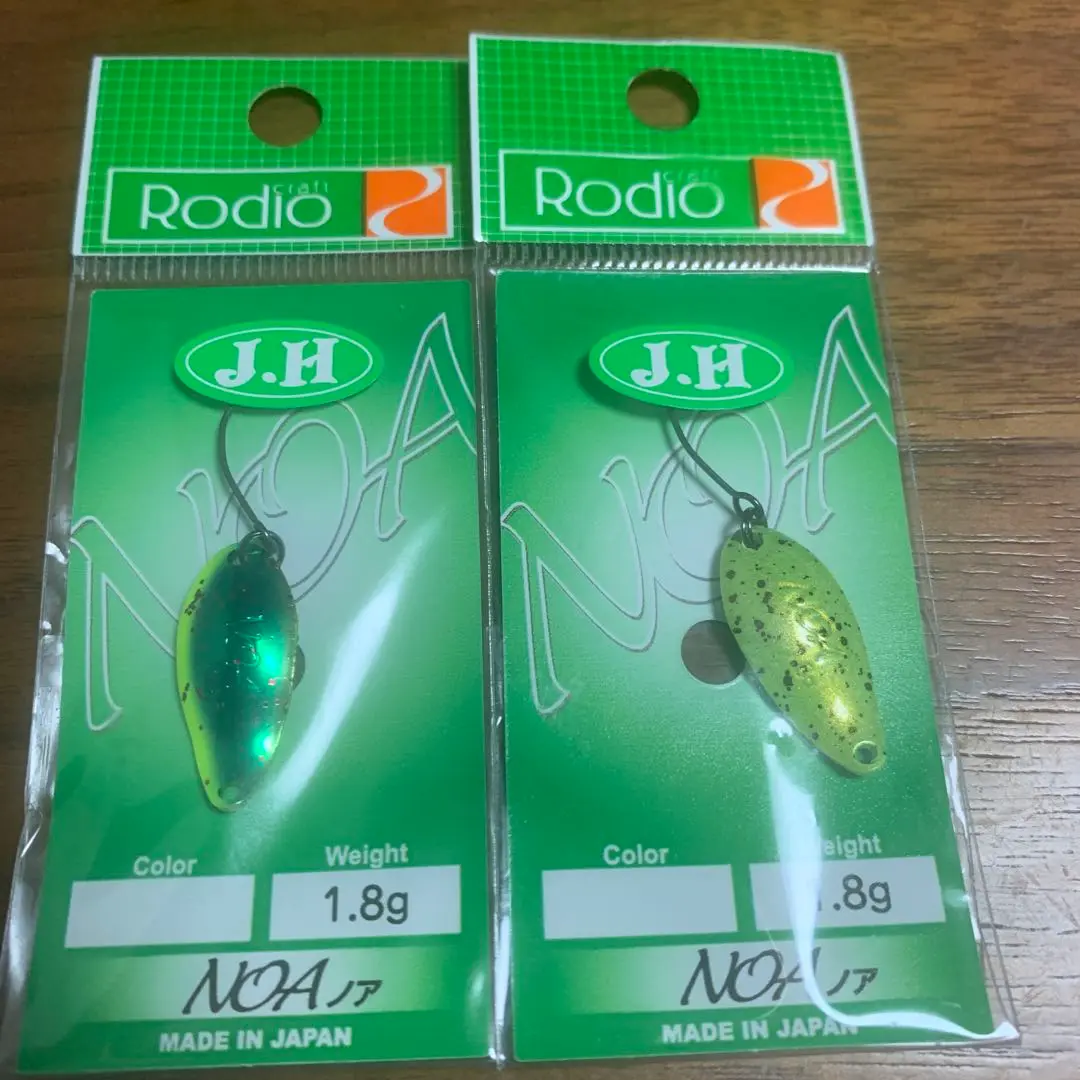 Rodio craft
J.H
NOA
Color
Weight
1.8g
NOA ノア
MADE IN JAPAN
Rodio craft
J.H
NOA
Color
eight
.8g
NOA ノア
MADE IN JAPAN